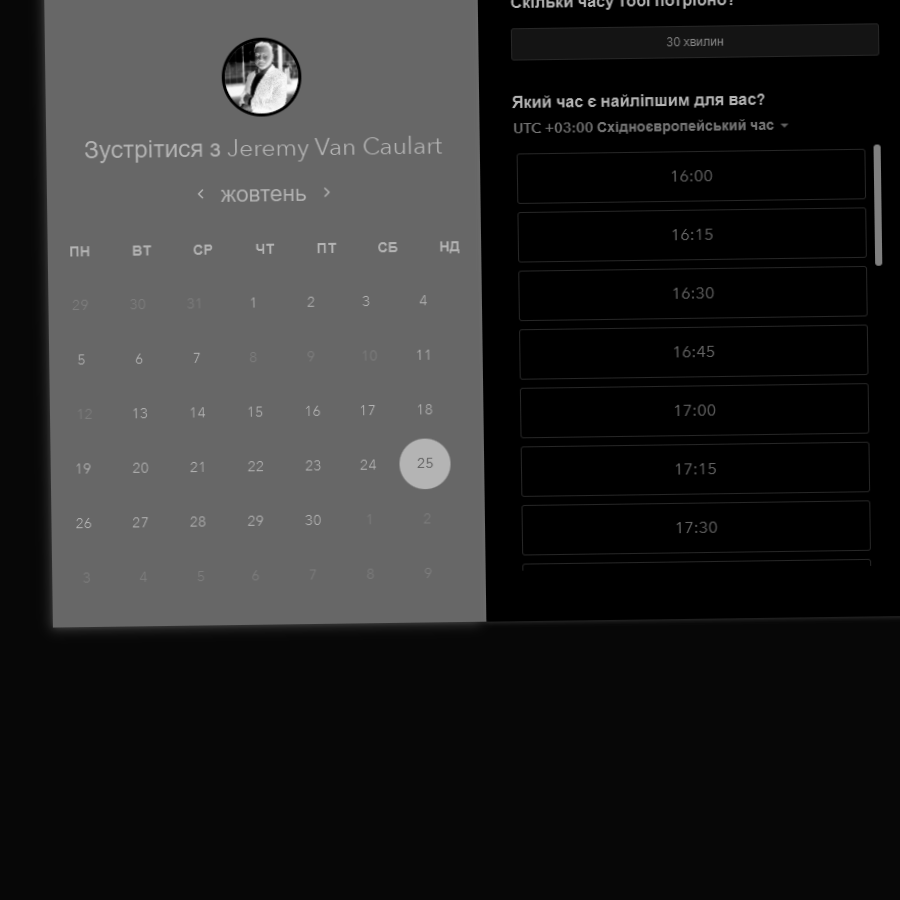 Зустрітися з Jeremy Van Caulart
жовтень
ПН ВТ СР ЧТ ПТ СБ НД
29 30 31 1 2 3 4
5 6 7 8 9 10 11
12 13 14 15 16 17 18
19 20 21 22 23 24 25
26 27 28 29 30 1 2
3 4 5 6 7 8 9
Скільки часу тобі потрібно?
30 хвилин
Який час є найліпшим для вас?
UTC +03:00 Східноєвропейський час
16:00
16:15
16:30
16:45
17:00
17:15
17:30